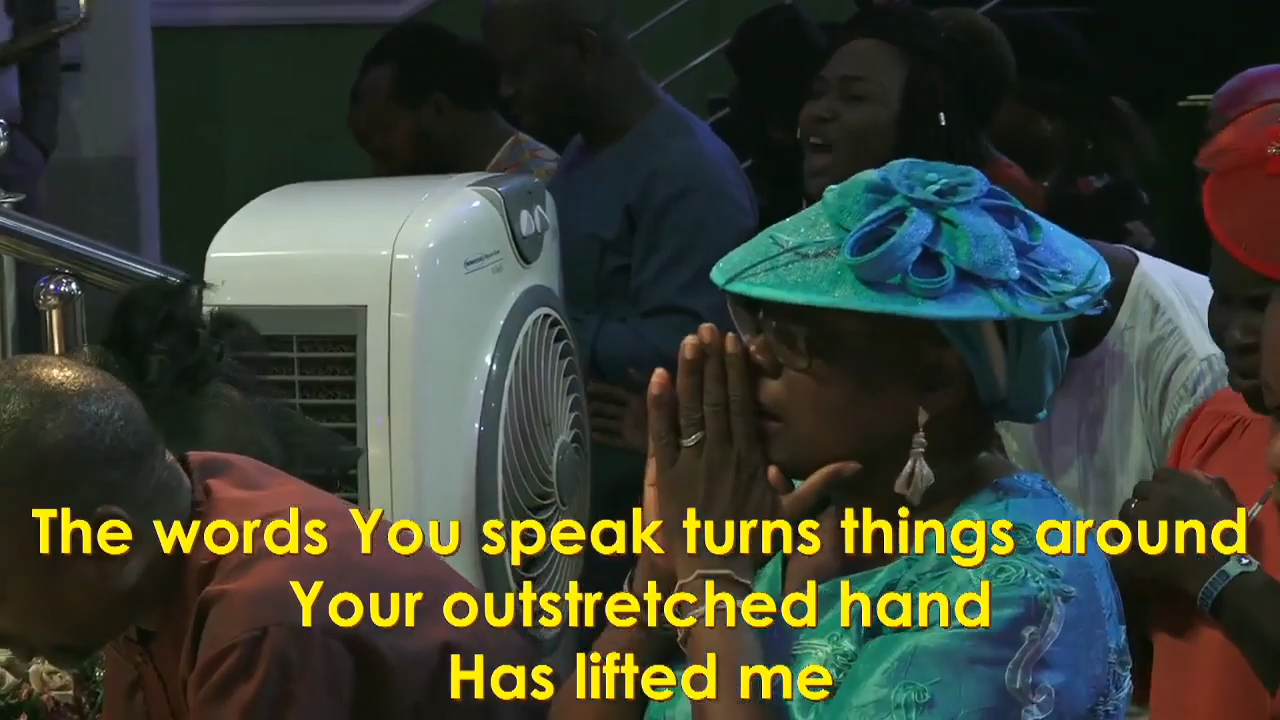 The words You speak turns things around
Your outstretched hand
Has lifted me